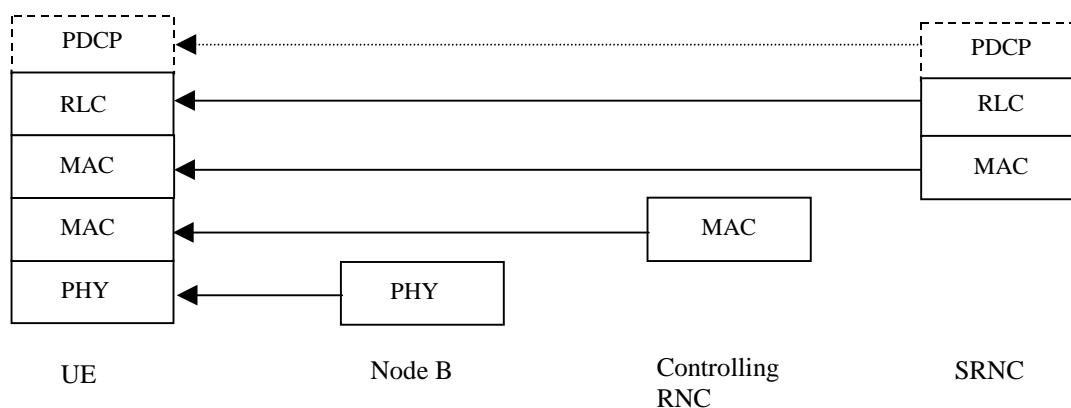 PDCP
PDCP
RLC
RLC
MAC
MAC
MAC
MAC
PHY
PHY
UE
Node B
Controlling
RNC
SRNC